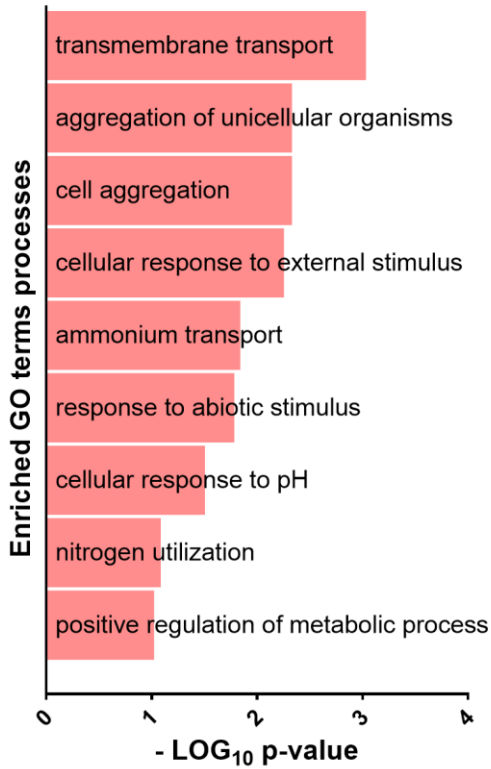 Enriched GO terms processes
transmembrane transport
aggregation of unicellular organisms
cell aggregation
cellular response to external stimulus
ammonium transport
response to abiotic stimulus
cellular response to pH
nitrogen utilization
positive regulation of metabolic process
0 1 2 3 4
- LOG₁₀ p-value